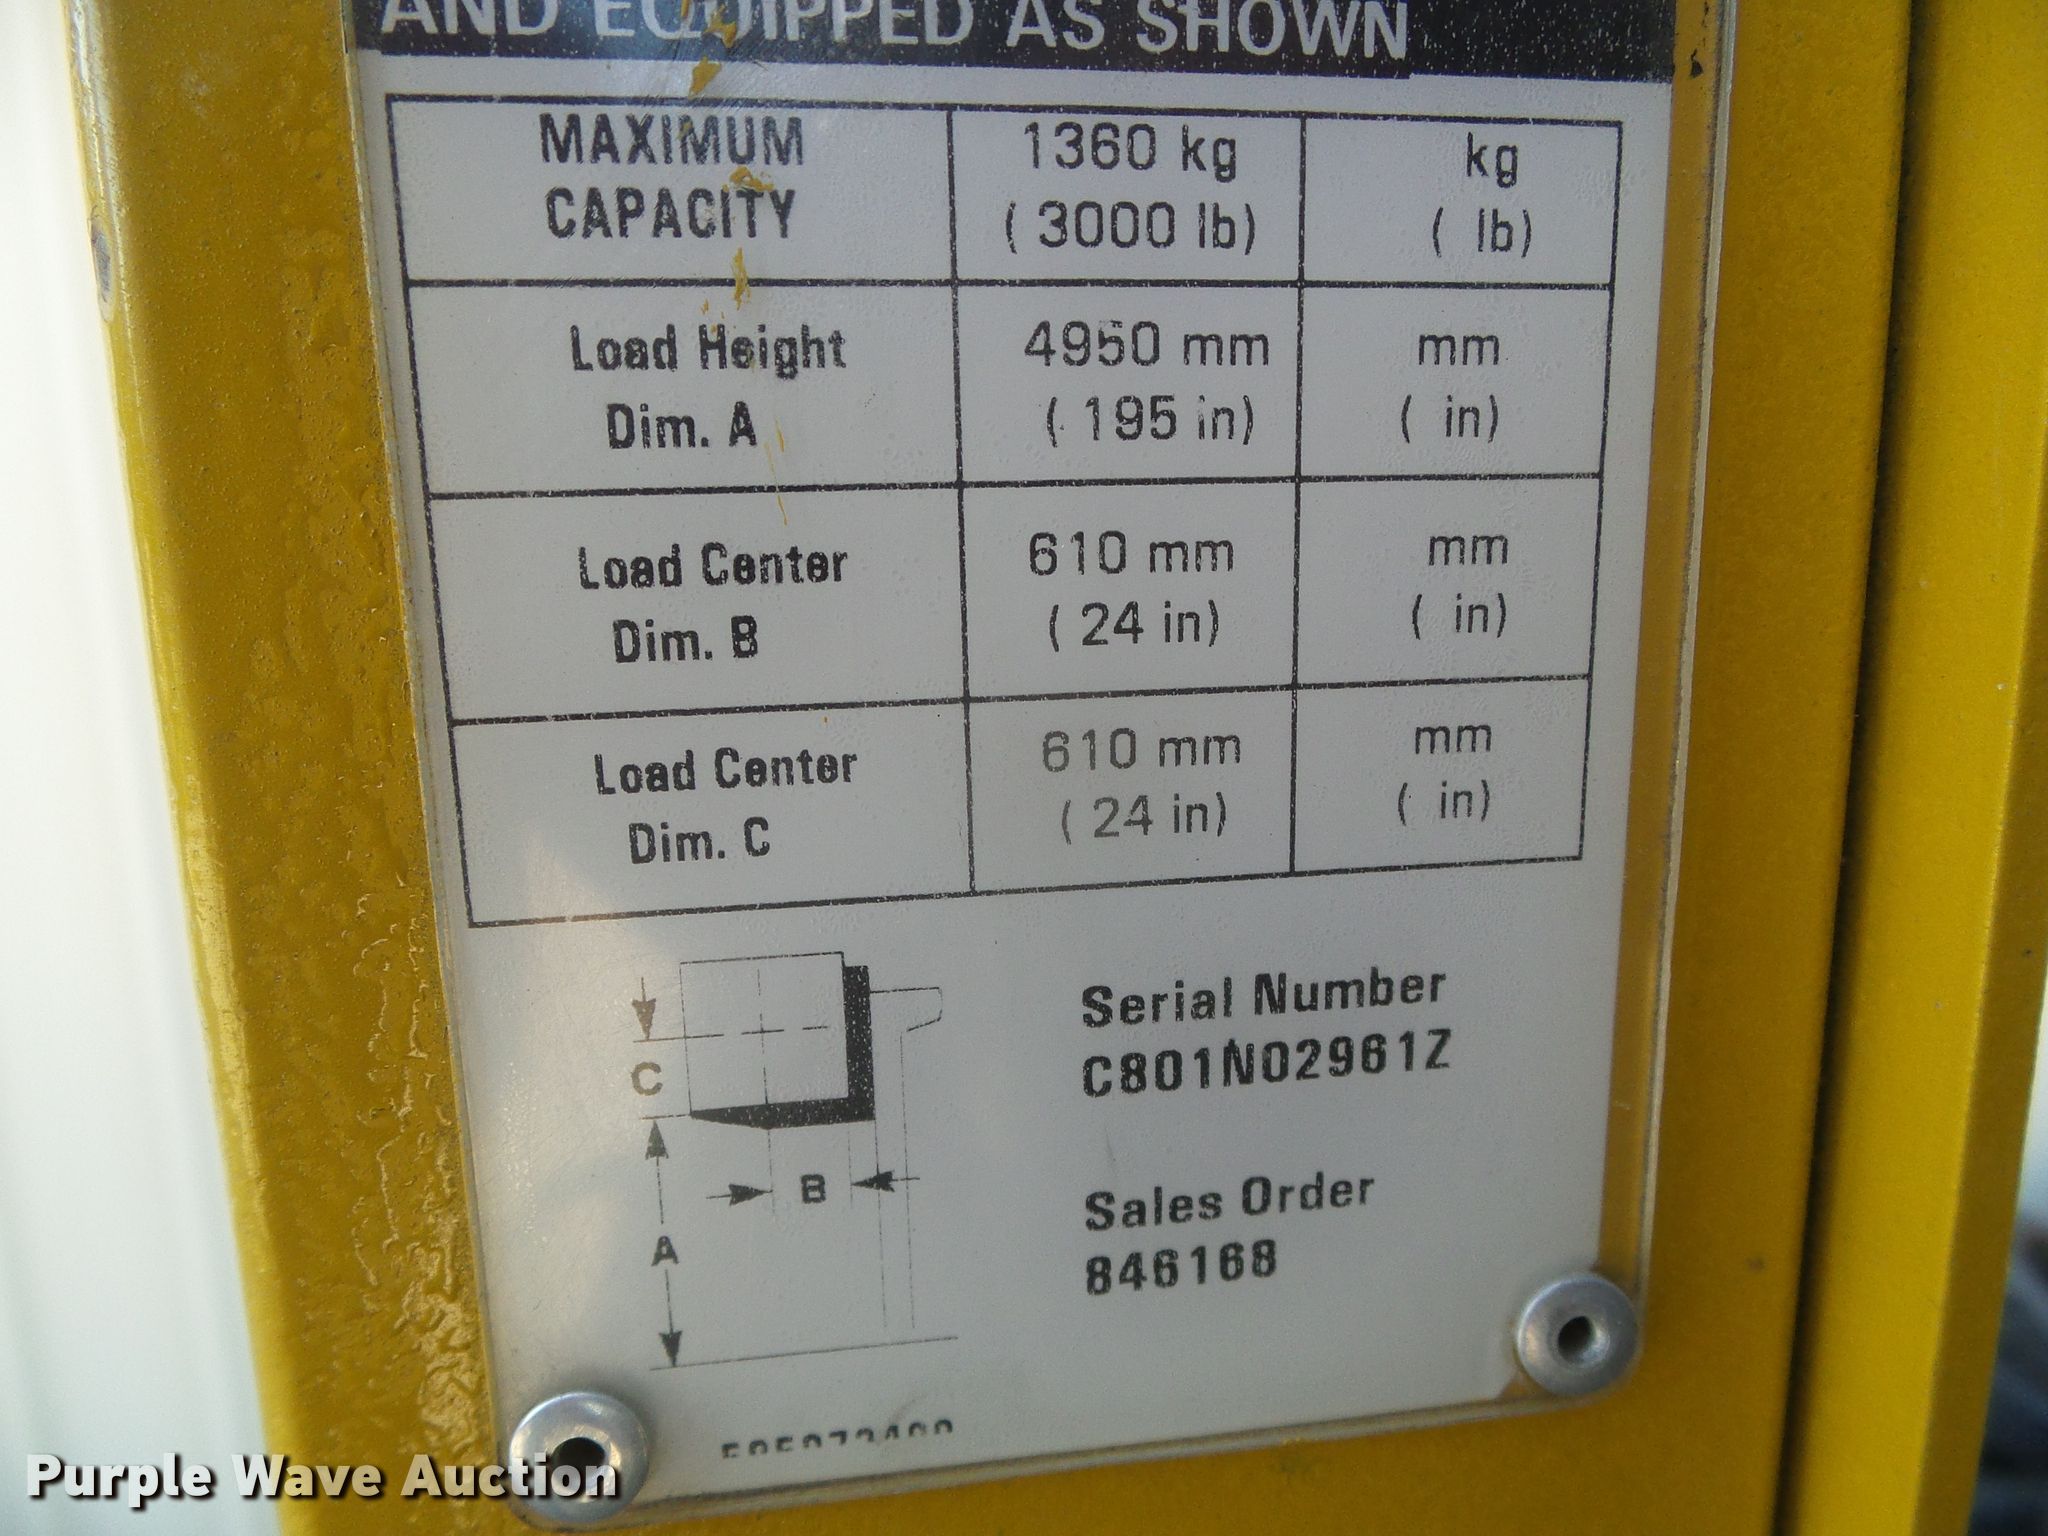 AND EQUIPPED AS SHOWN
MAXIMUM CAPACITY
1360 kg
( 3000 lb)
kg
( lb)
Load Height
Dim. A
4950 mm
( 195 in)
mm
( in)
Load Center
Dim. B
610 mm
( 24 in)
mm
( in)
Load Center
Dim. C
610 mm
( 24 in)
mm
( in)
C
B
A
Serial Number
C801N02961Z
Sales Order
846168
Purple Wave Auction